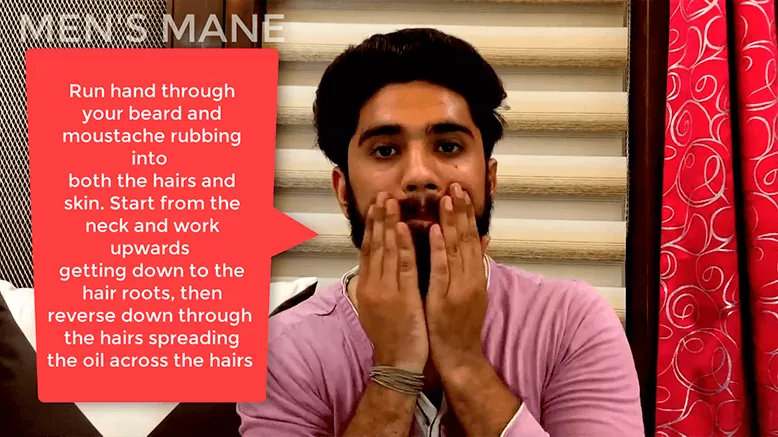 MEN'S MANE
Run hand through
your beard and
moustache rubbing
into
both the hairs and
skin. Start from the
neck and work
upwards
getting down to the
hair roots, then
reverse down through
the hairs spreading
the oil across the hairs